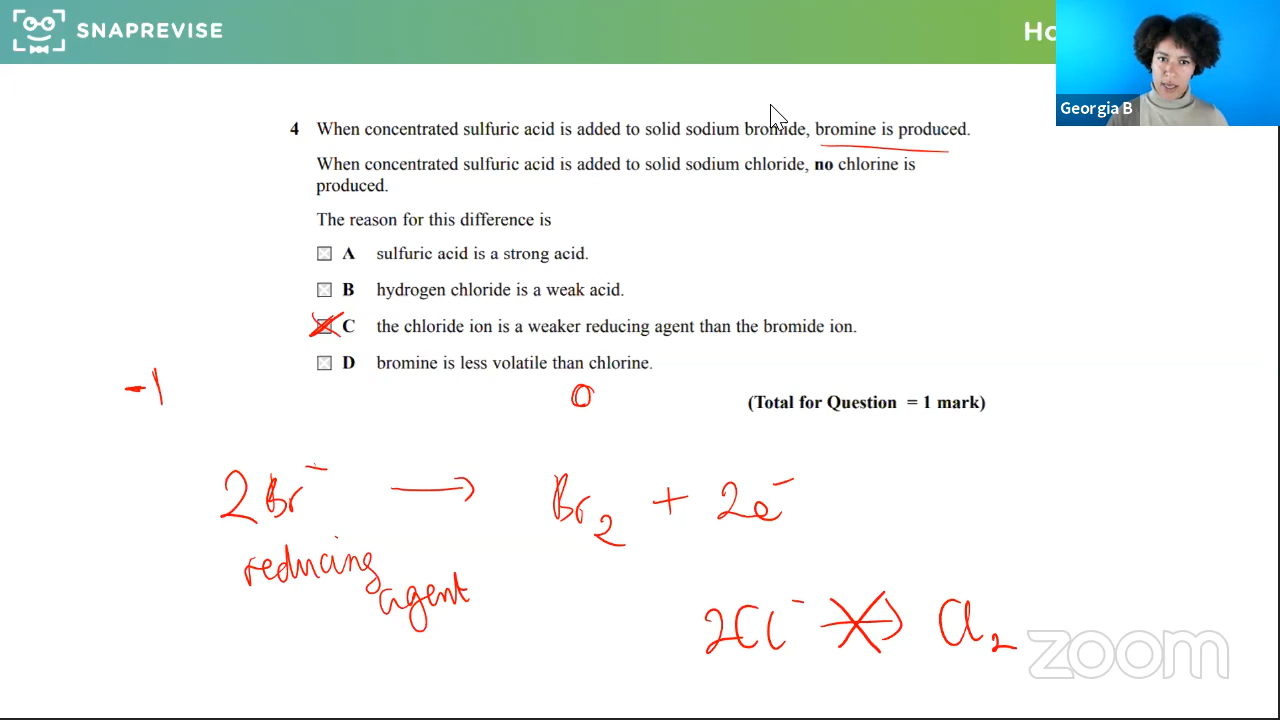 SNAPREVISE
Ho
Georgia B
4 When concentrated sulfuric acid is added to solid sodium bromide, bromine is produced.
When concentrated sulfuric acid is added to solid sodium chloride, no chlorine is
produced.
The reason for this difference is
A sulfuric acid is a strong acid.
B hydrogen chloride is a weak acid.
C the chloride ion is a weaker reducing agent than the bromide ion.
D bromine is less volatile than chlorine.
(Total for Question = 1 mark)
-1 0
2Br⁻ → Br₂ + 2e⁻
reducing
agent
2Cl⁻ → Cl₂
zoom